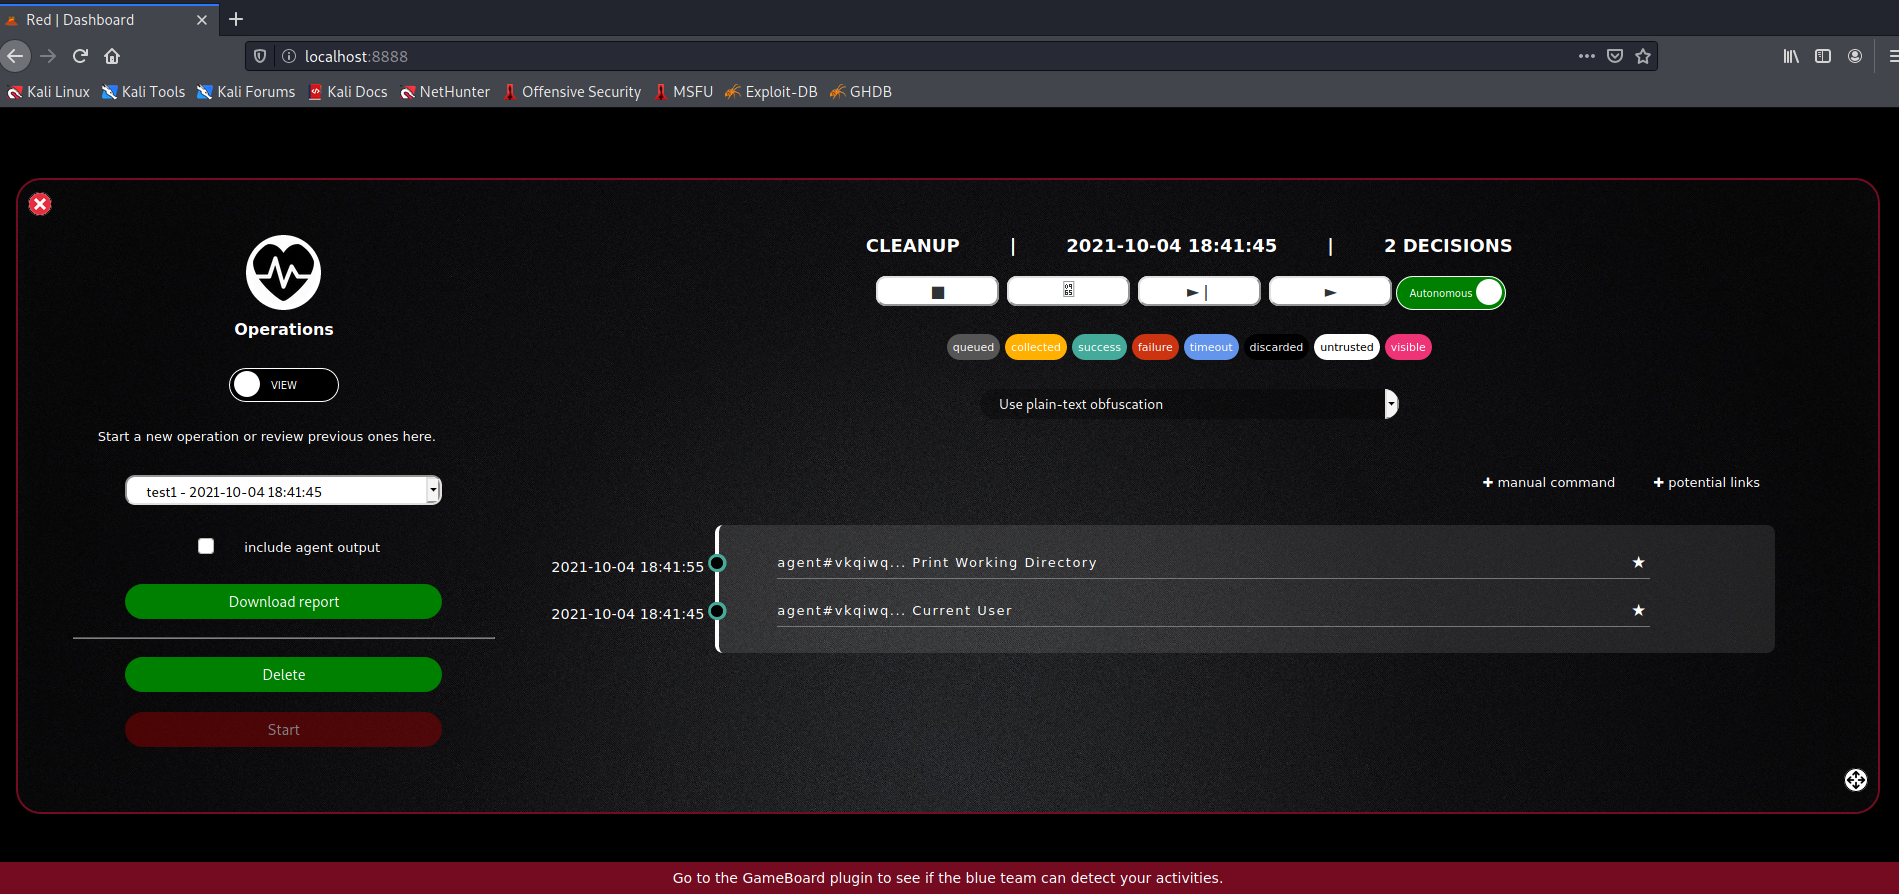 Red | Dashboard
localhost:8888
Kali Linux Kali Tools Kali Forums Kali Docs NetHunter Offensive Security MSFU Exploit-DB GHDB
CLEANUP | 2021-10-04 18:41:45 | 2 DECISIONS
Autonomous
Operations
queued collected success failure timeout discarded untrusted visible
VIEW
Use plain-text obfuscation
Start a new operation or review previous ones here.
+ manual command + potential links
test1 - 2021-10-04 18:41:45
include agent output
2021-10-04 18:41:55 agent#vkqiwq... Print Working Directory
Download report
2021-10-04 18:41:45 agent#vkqiwq... Current User
Delete
Start
Go to the GameBoard plugin to see if the blue team can detect your activities.